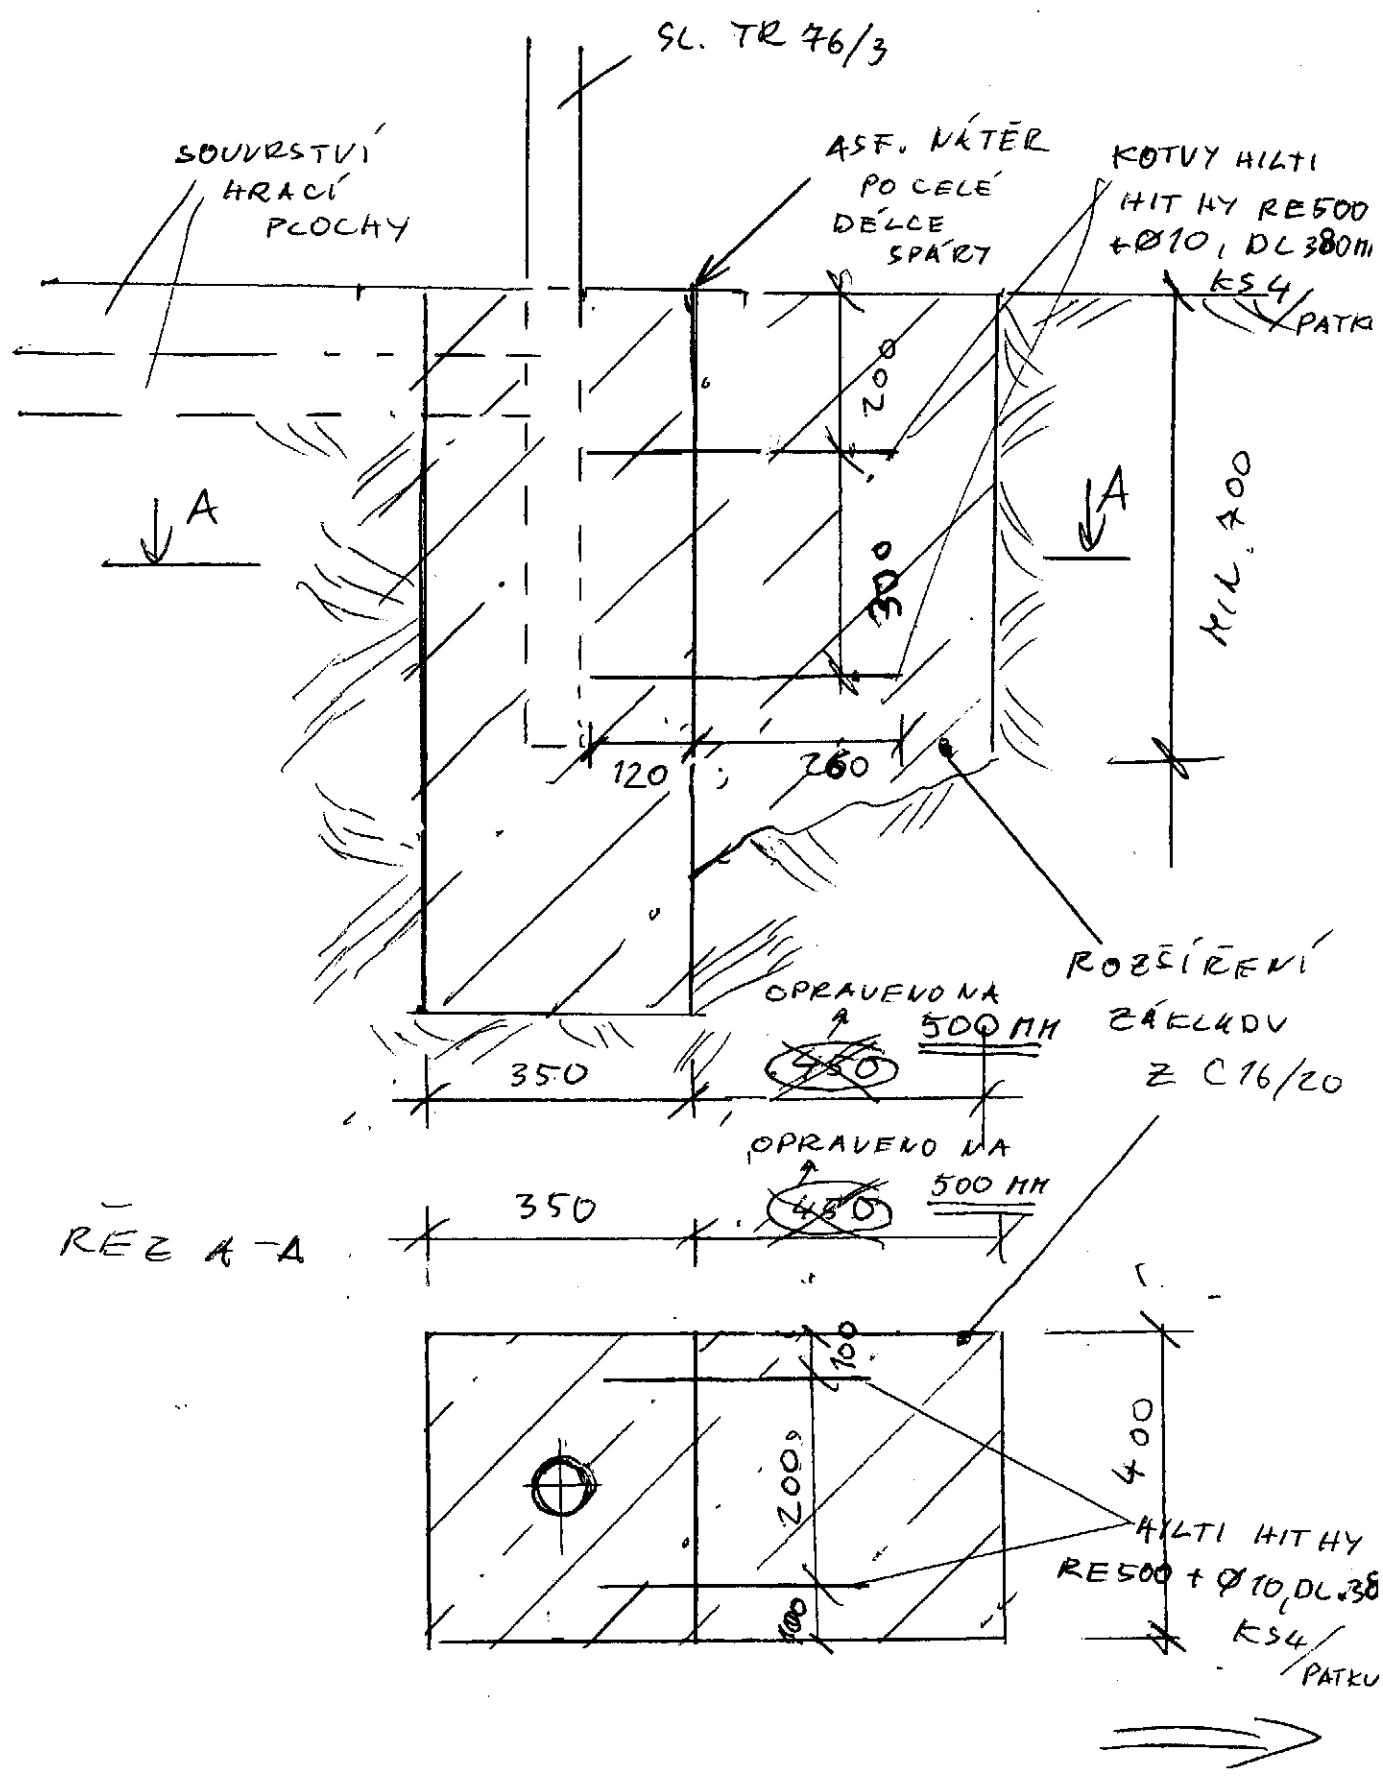 SL. TR 76/3
SOUVRSTVÍ
HRACÍ
PLOCHY
ASF. NÁTĚR
PO CELÉ
DÉLCE
SPÁRY
KOTVY HILTI
HIT HY RE500
+Ø10, DL 380m
KS4/
PATK
200
A
A
300
MIN. 700
120
260
ROZŠÍŘENÍ
ZÁKLADU
Z C16/20
OPRAVENO NA
500 MM
350
450
OPRAVENO NA
500 MM
350
450
ŘEZ A-A
100
200
100
400
HILTI HIT HY
RE500 + Ø10, DL.38
KS4/
PATKU